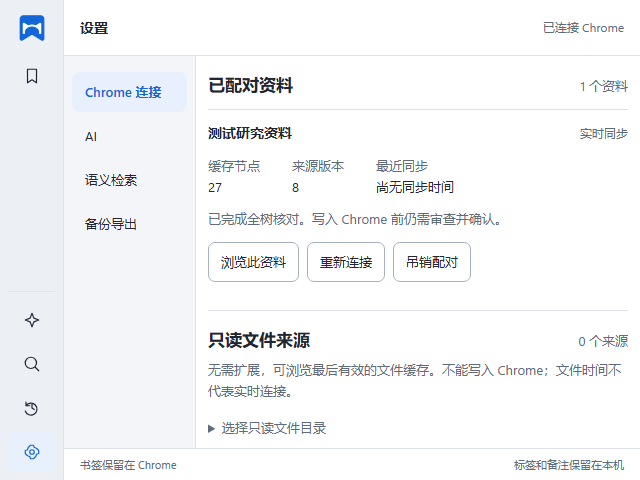 设置
已连接 Chrome
Chrome 连接
AI
语义检索
备份导出
已配对资料
1 个资料
测试研究资料
实时同步
缓存节点 来源版本 最近同步
27 8 尚无同步时间
已完成全树核对。写入 Chrome 前仍需审查并确认。
浏览此资料 重新连接 吊销配对
只读文件来源
0 个来源
无需扩展，可浏览最后有效的文件缓存。不能写入 Chrome；文件时间不
代表实时连接。
选择只读文件目录
书签保留在 Chrome
标签和备注保留在本机